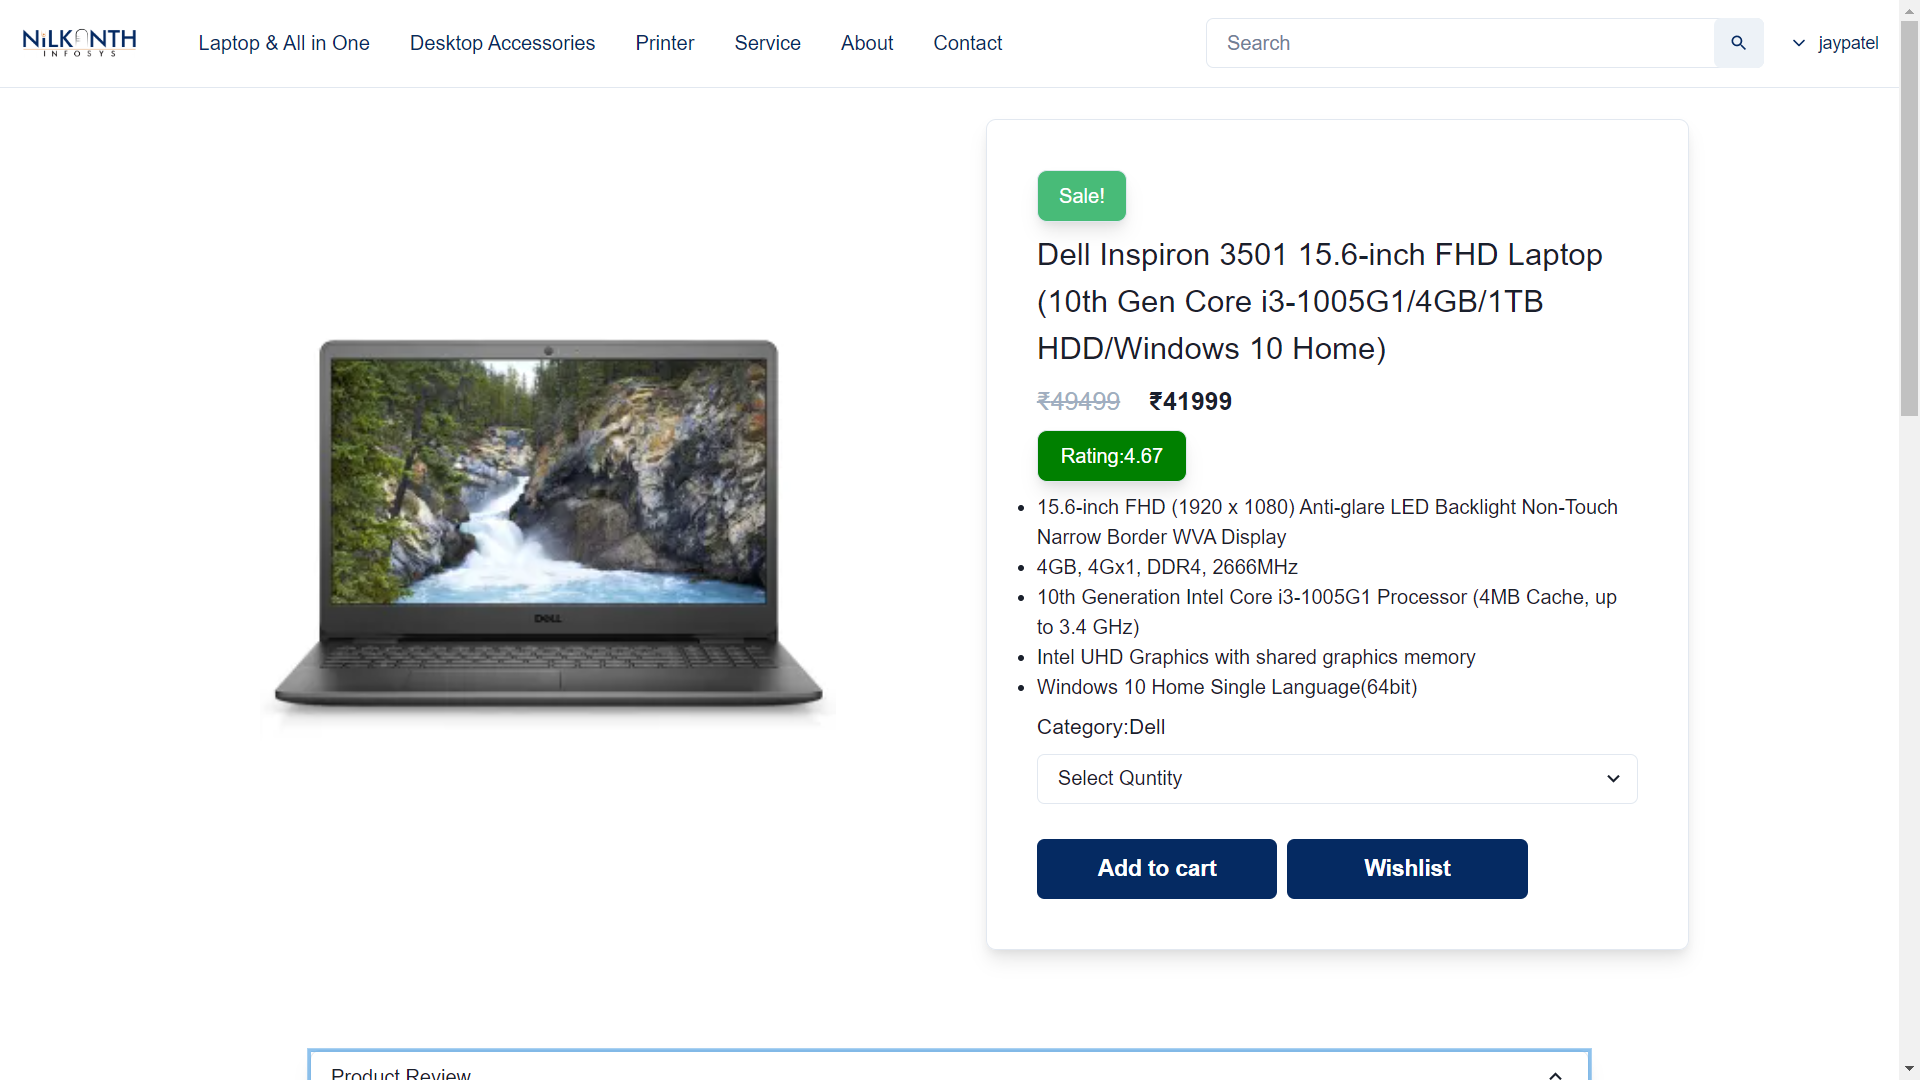 NiLKANTH
INFOSYS
Laptop & All in One
Desktop Accessories
Printer
Service
About
Contact
Search
jaypatel
Sale!
Dell Inspiron 3501 15.6-inch FHD Laptop
(10th Gen Core i3-1005G1/4GB/1TB
HDD/Windows 10 Home)
₹49499 ₹41999
Rating:4.67
15.6-inch FHD (1920 x 1080) Anti-glare LED Backlight Non-Touch
Narrow Border WVA Display
4GB, 4Gx1, DDR4, 2666MHz
10th Generation Intel Core i3-1005G1 Processor (4MB Cache, up
to 3.4 GHz)
Intel UHD Graphics with shared graphics memory
Windows 10 Home Single Language(64bit)
Category:Dell
Select Quntity
Add to cart
Wishlist
DELL
Product Review